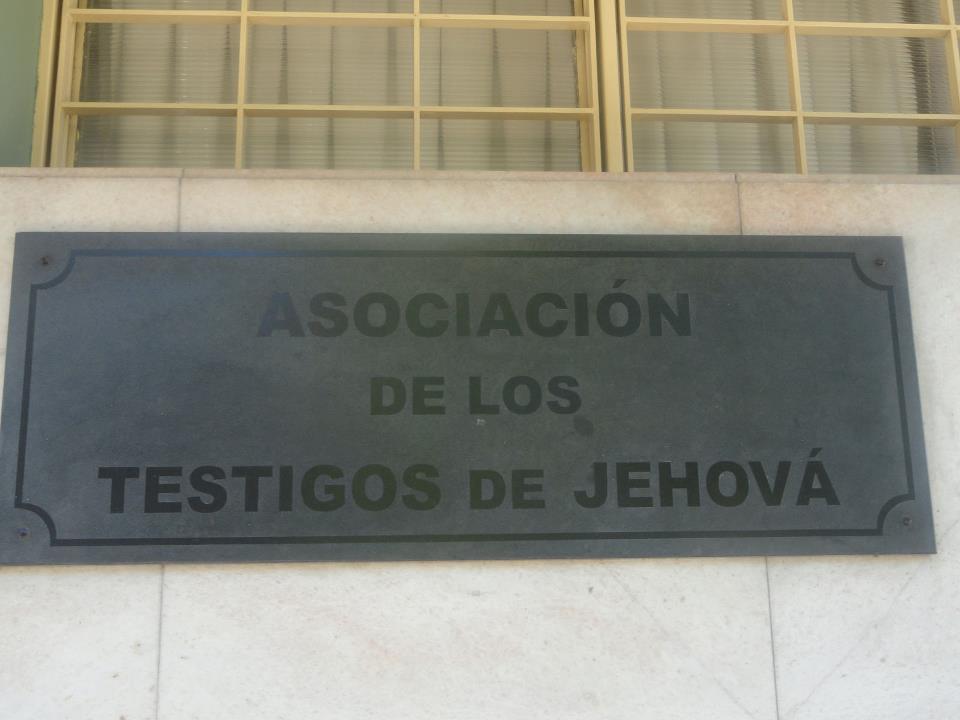 ASOCIACIÓN
DE LOS
TESTIGOS DE JEHOVÁ